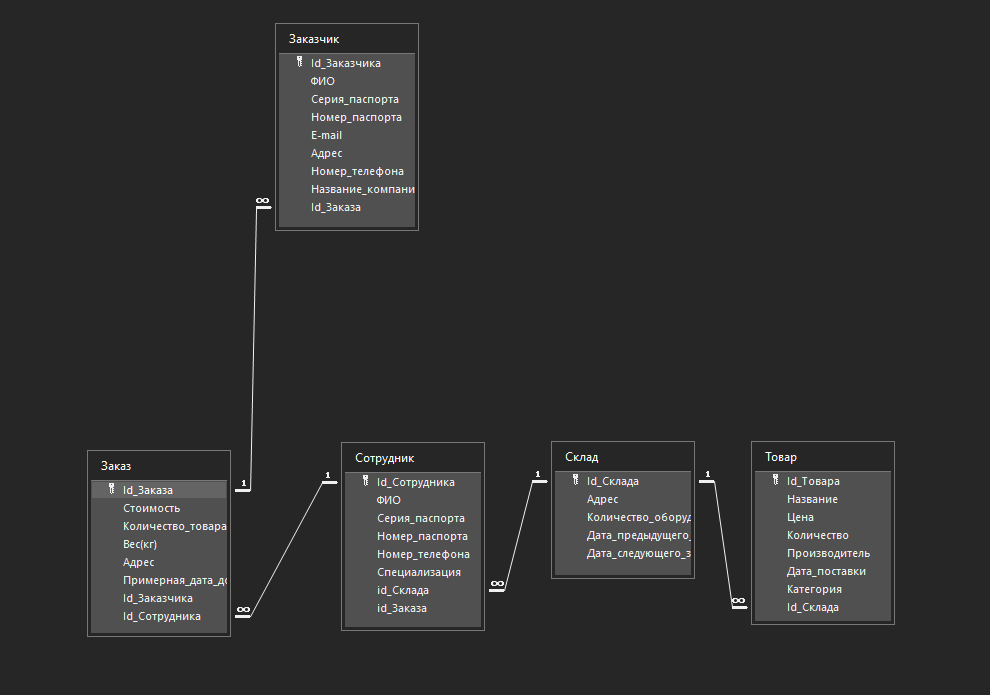 Заказчик
Id_Заказчика
ФИО
Серия_паспорта
Номер_паспорта
E-mail
Адрес
Номер_телефона
Название_компани
Id_Заказа
∞
1
Заказ
Id_Заказа
Стоимость
Количество_товара
Вес(кг)
Адрес
Примерная_дата_дс
Id_Заказчика
Id_Сотрудника
∞
1
Сотрудник
Id_Сотрудника
ФИО
Серия_паспорта
Номер_паспорта
Номер_телефона
Специализация
id_Склада
id_Заказа
∞
1
Склад
Id_Склада
Адрес
Количество_оборуд
Дата_предыдущего_
Дата_следующего_з
1
∞
Товар
Id_Товара
Название
Цена
Количество
Производитель
Дата_поставки
Категория
Id_Склада